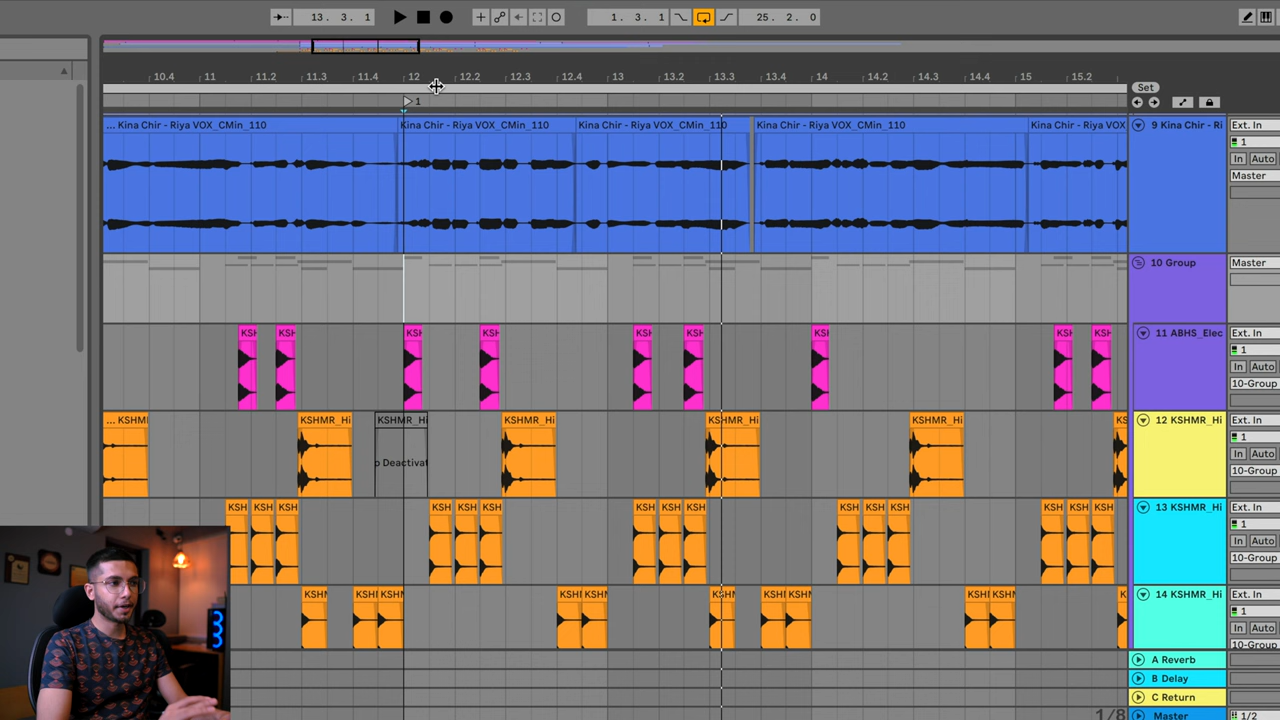 13. 3. 1 1. 3. 1 25. 2. 0
10.4 11 11.2 11.3 11.4 12 12.2 12.3 12.4 13 13.2 13.3 13.4 14 14.2 14.3 14.4 15 15.2
Set
1
... Kina Chir - Riya VOX_CMin_110 Kina Chir - Riya VOX_CMin_110 Kina Chir - Riya VOX_CMin_110 Kina Chir - Riya VOX_CMin_110 Kina Chir - Riya VOX 9 Kina Chir - Ri Ext. In
1
In Auto
Master
10 Group Master
KSH KSH KSH KSH KSH KSH KSH KSH KSH 11 ABHS_Elec Ext. In
1
In Auto
10-Group
... KSHMI KSHMR_Hi KSHMR_Hi KSHMR_Hi KSHMR_Hi KSHMR_Hi KS 12 KSHMR_Hi Ext. In
1
p Deactivat In Auto
10-Group
KSH KSH KSH KSH KSH KSH KSH KSH KSH KSH KSH KSH KSH KSH KSH 13 KSHMR_Hi Ext. In
1
In Auto
10-Group
KSHI KSHI KSHI KSHI KSHI KSHI KSHI KSHI KSHI KSHI K 14 KSHMR_Hi Ext. In
1
In Auto
10-Group
A Reverb
B Delay
C Return
1/8 Master 1/2